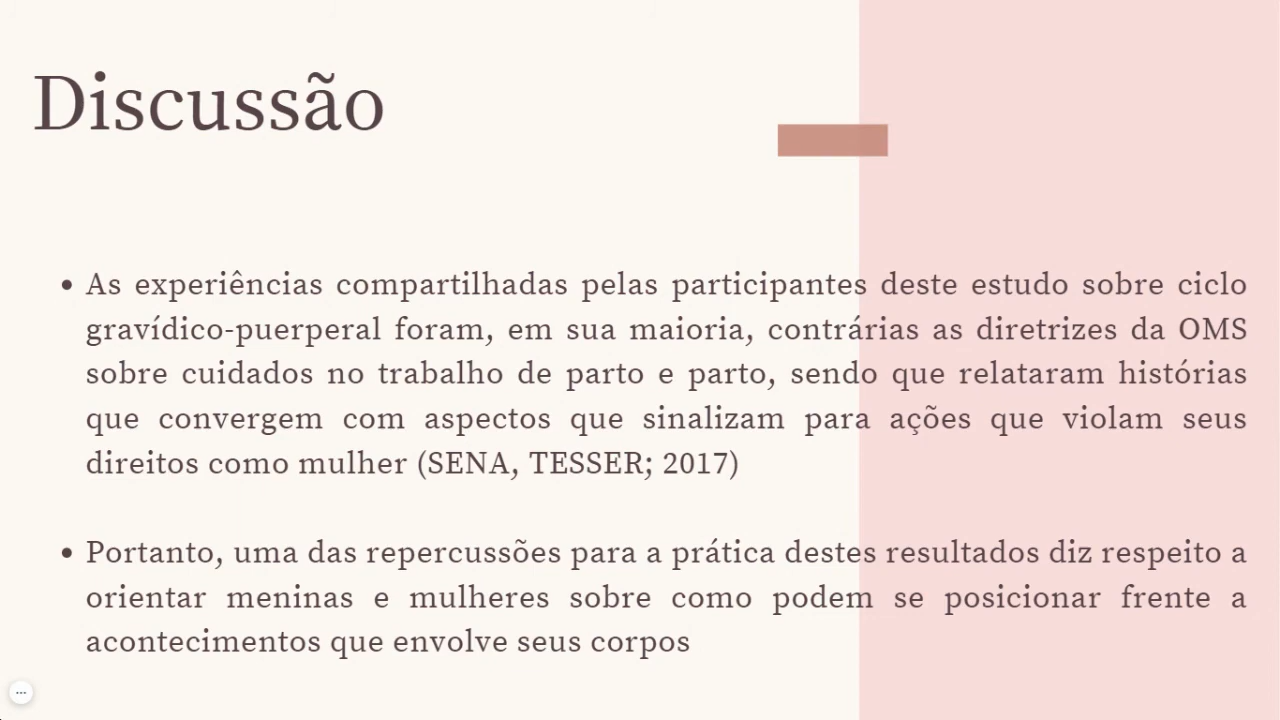 Discussão
• As experiências compartilhadas pelas participantes deste estudo sobre ciclo
gravídico-puerperal foram, em sua maioria, contrárias as diretrizes da OMS
sobre cuidados no trabalho de parto e parto, sendo que relataram histórias
que convergem com aspectos que sinalizam para ações que violam seus
direitos como mulher (SENA, TESSER; 2017)
• Portanto, uma das repercussões para a prática destes resultados diz respeito a
orientar meninas e mulheres sobre como podem se posicionar frente a
acontecimentos que envolve seus corpos